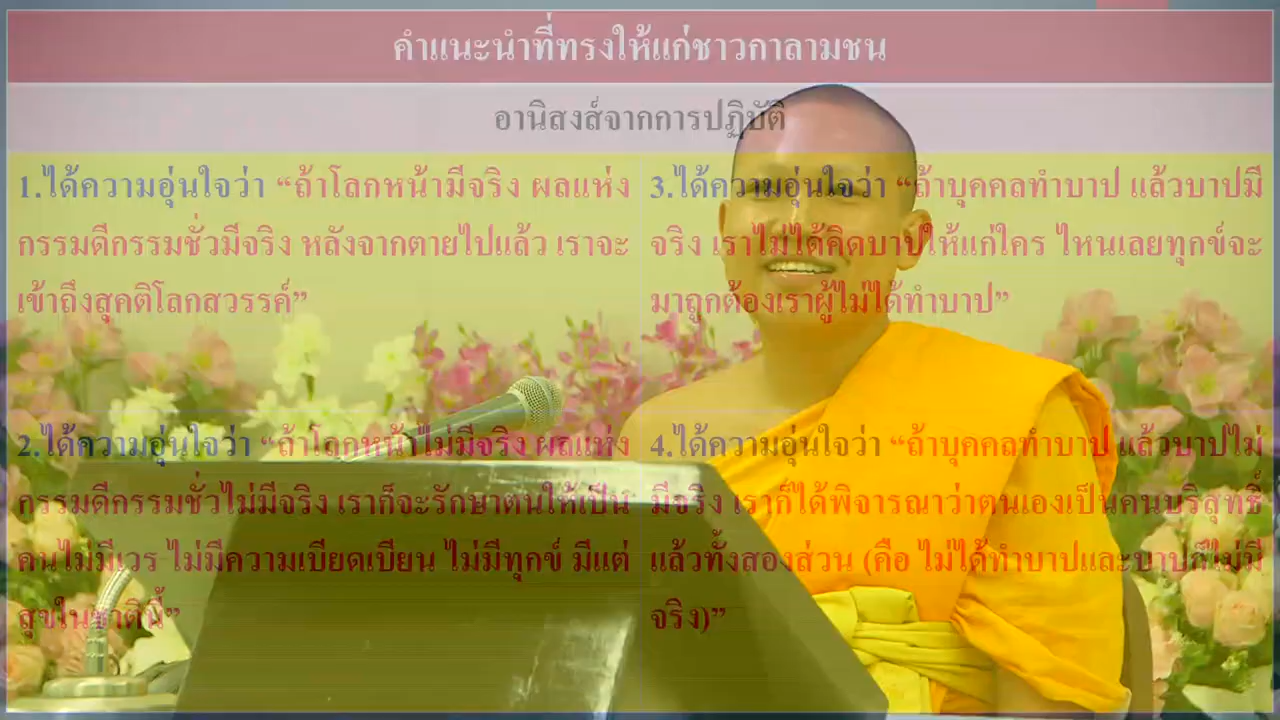 คำแนะนำที่ทรงให้แก่ชาวกาลามชน
อานิสงส์จากการปฏิบัติ
1.ได้ความอุ่นใจว่า “ถ้าโลกหน้ามีจริง ผลแห่ง
กรรมดีกรรมชั่วมีจริง หลังจากตายไปแล้ว เราจะ
เข้าถึงสุคติโลกสวรรค์”
2.ได้ความอุ่นใจว่า “ถ้าโลกหน้าไม่มีจริง ผลแห่ง
กรรมดีกรรมชั่วไม่มีจริง เราก็จะรักษาตนให้เป็น
คนไม่มีเวร ไม่มีความเบียดเบียน ไม่มีทุกข์ มีแต่
สุขในชาตินี้”
3.ได้ความอุ่นใจว่า “ถ้าบุคคลทำบาป แล้วบาปมี
จริง เราไม่ได้คิดบาปให้แก่ใคร ไหนเลยทุกข์จะ
มาถูกต้องเราผู้ไม่ได้ทำบาป”
4.ได้ความอุ่นใจว่า “ถ้าบุคคลทำบาป แล้วบาปไม่
มีจริง เราก็ได้พิจารณาว่าตนเองเป็นคนบริสุทธิ์
แล้วทั้งสองส่วน (คือ ไม่ได้ทำบาปและบาปก็ไม่มี
จริง)”